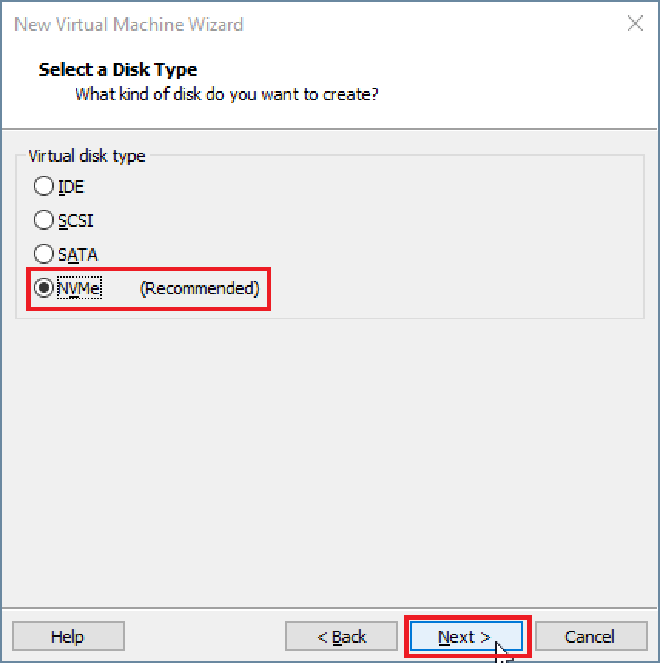 New Virtual Machine Wizard
Select a Disk Type
What kind of disk do you want to create?
Virtual disk type
IDE
SCSI
SATA
NVMe (Recommended)
Help < Back Next > Cancel